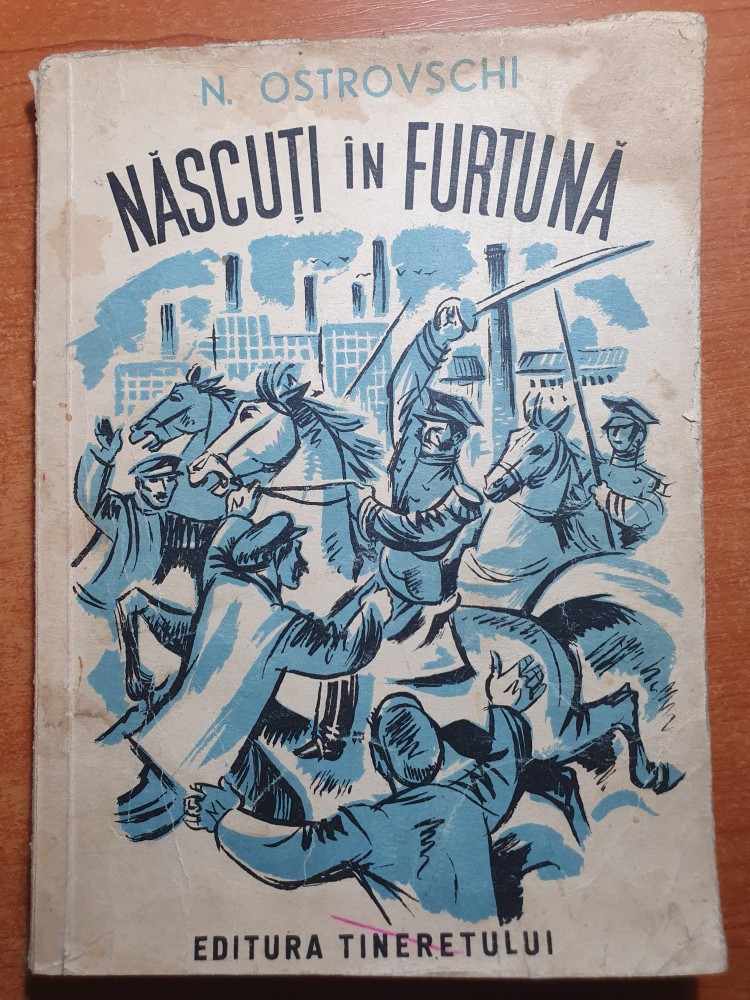 N. OSTROVSCHI
NĂSCUȚI ÎN FURTUNĂ
EDITURA TINERETULUI